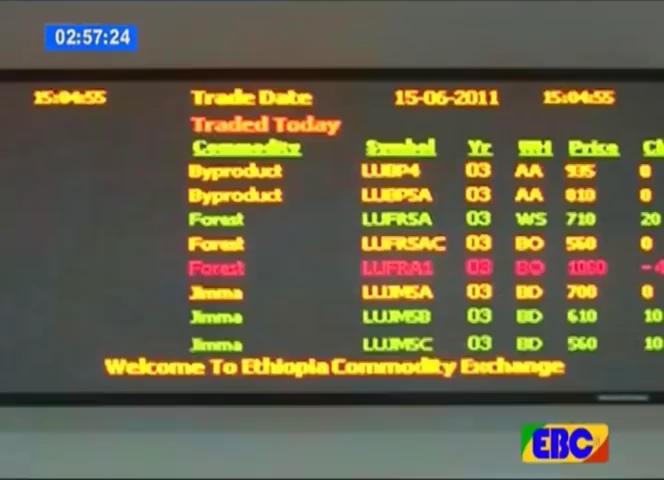 02:57:24
15:04:55 Trade Date 15-06-2011 15:04:55
Traded Today
Commodity Symbol Yr WH Price Ch
Byproduct LUBP4 03 AA 935 0
Byproduct LUBPSA 03 AA 810 0
Forest LUFRSA 03 WS 710 20
Forest LUFRSAC 03 BO 560 0
Forest LUFRA1 03 BO 1060 -4
Jimma LUJMSA 03 BD 700 0
Jimma LUJMSB 03 BD 610 10
Jimma LUJMSC 03 BD 560 10
Welcome To Ethiopia Commodity Exchange
EBC